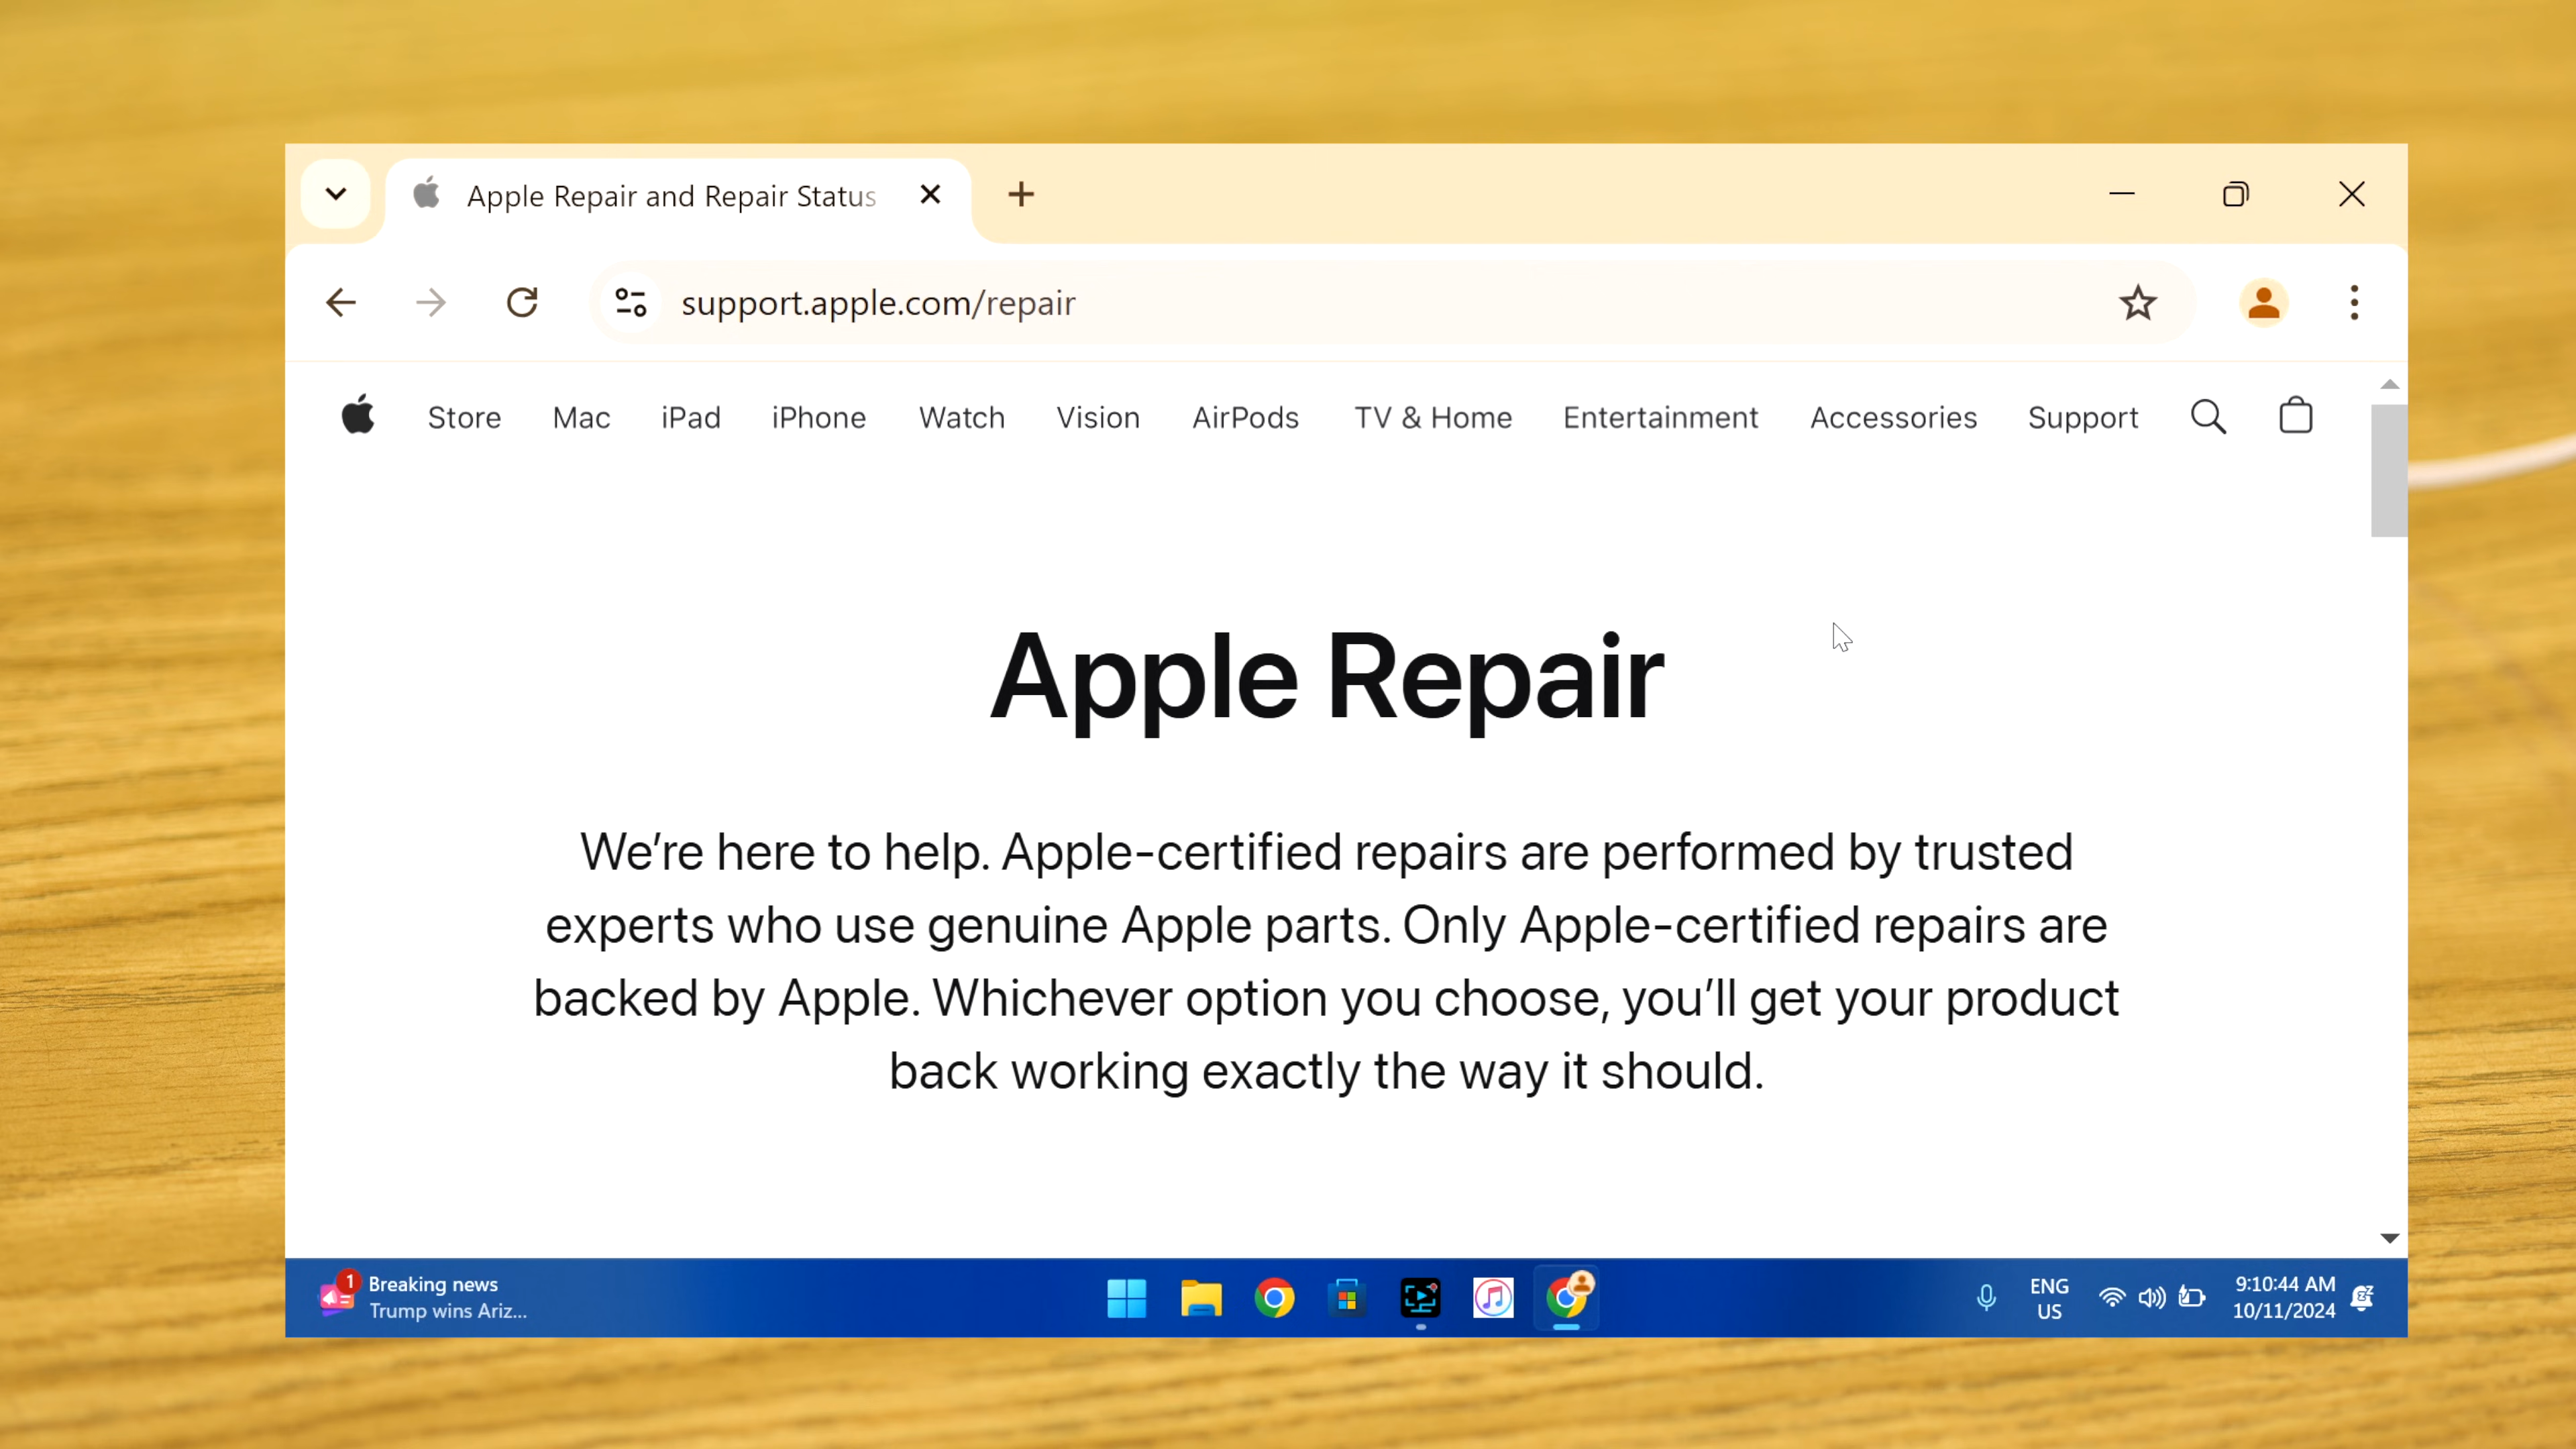 Apple Repair and Repair Status
support.apple.com/repair
Store Mac iPad iPhone Watch Vision AirPods TV & Home Entertainment Accessories Support
Apple Repair
We're here to help. Apple-certified repairs are performed by trusted
experts who use genuine Apple parts. Only Apple-certified repairs are
backed by Apple. Whichever option you choose, you'll get your product
back working exactly the way it should.
1
Breaking news
Trump wins Ariz...
ENG
US
9:10:44 AM
10/11/2024